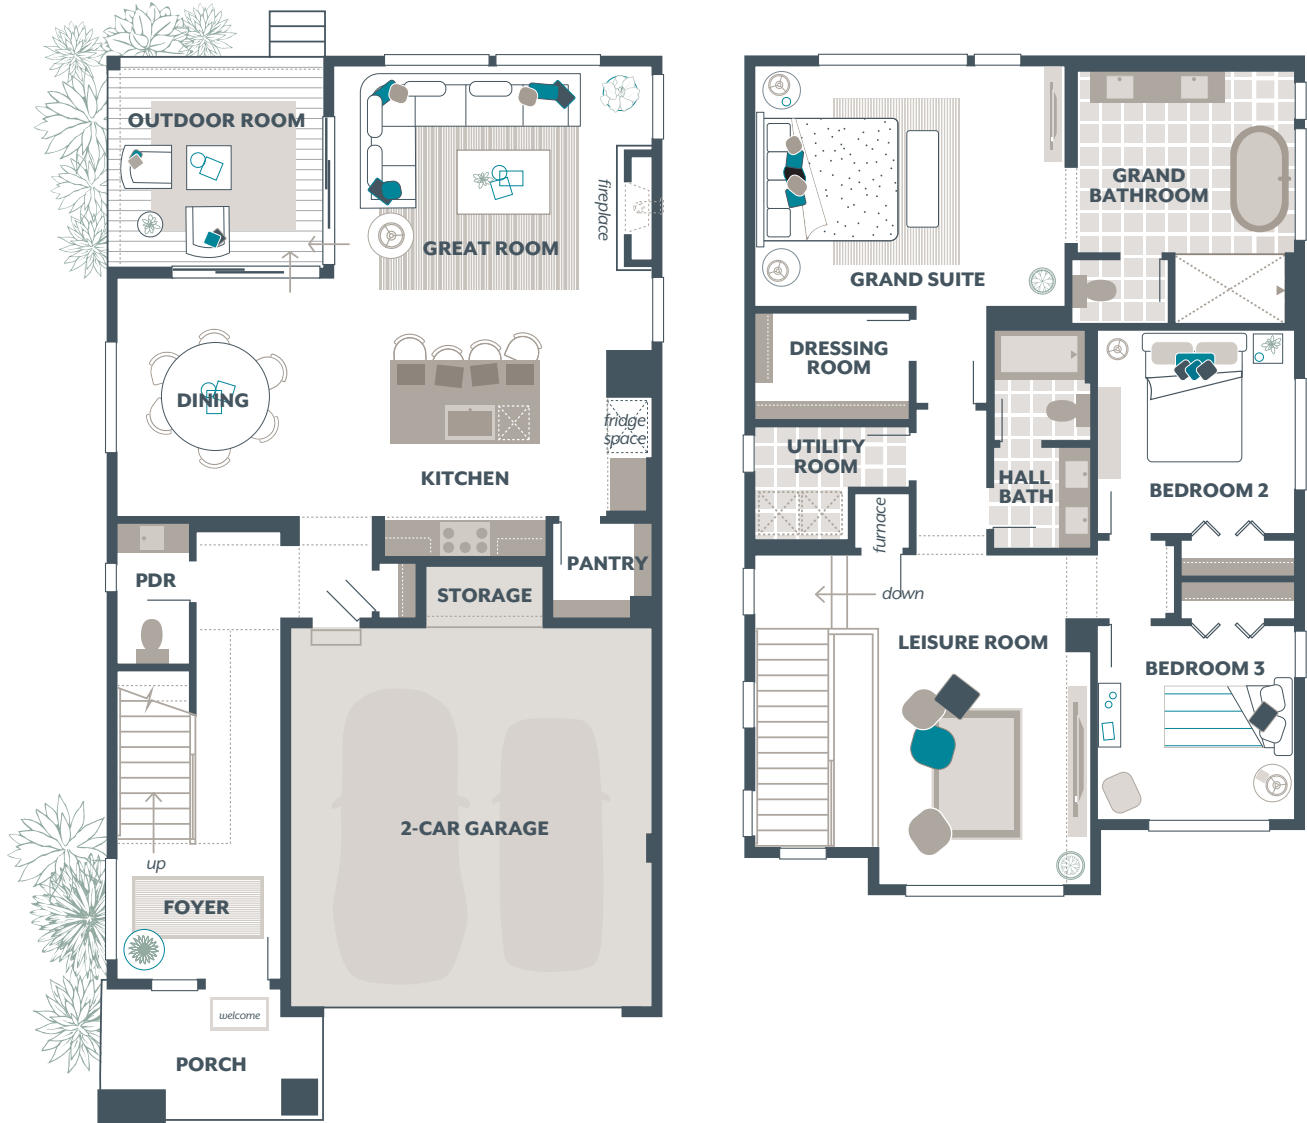 OUTDOOR ROOM
fireplace
GREAT ROOM
DINING
fridge
space
KITCHEN
PDR
PANTRY
STORAGE
2-CAR GARAGE
up
FOYER
welcome
PORCH
GRAND
BATHROOM
GRAND SUITE
DRESSING
ROOM
UTILITY
ROOM
HALL
BATH
BEDROOM 2
furnace
down
LEISURE ROOM
BEDROOM 3